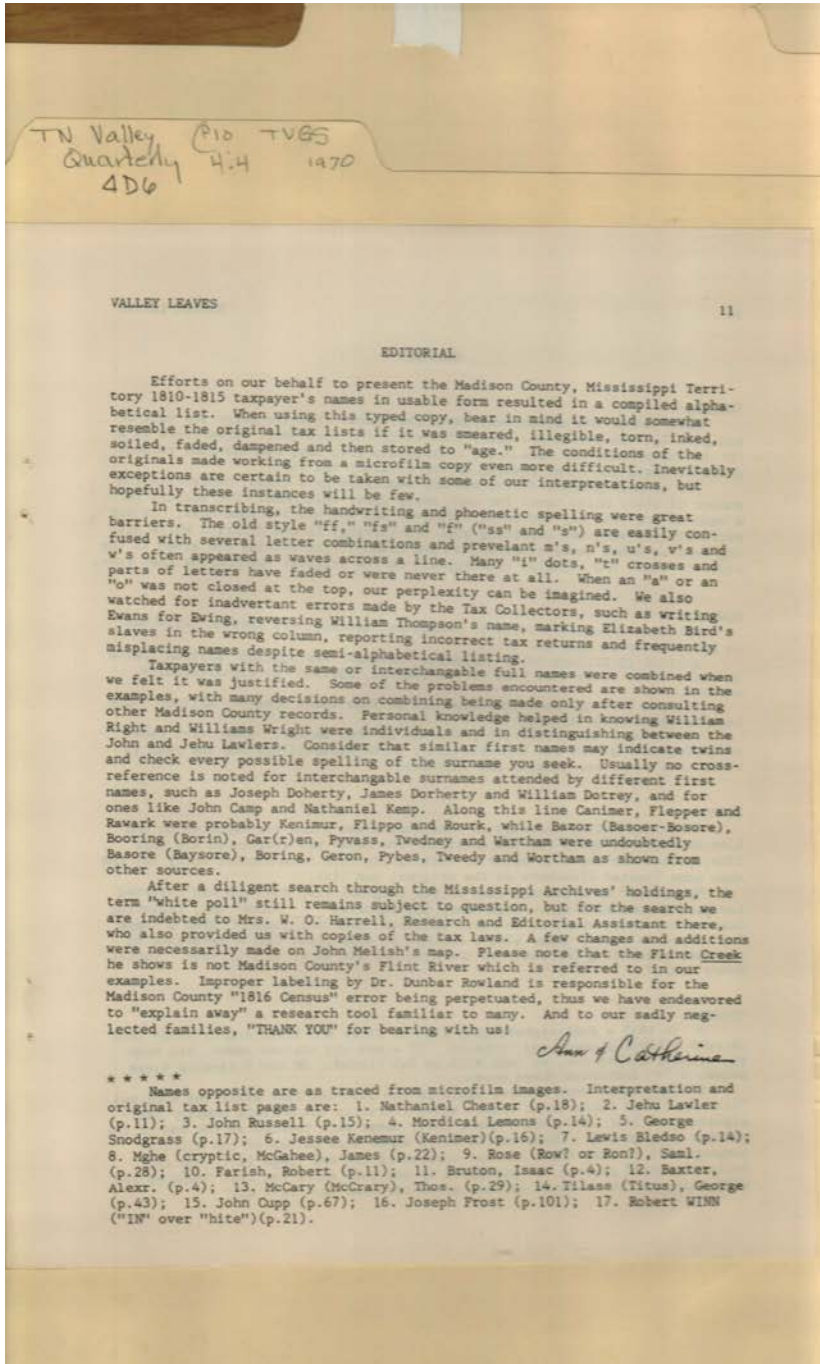 TN Valley P10 TVGS
Quarterly 4:4 1970
4D6
VALLEY LEAVES 11
EDITORIAL
Efforts on our behalf to present the Madison County, Mississippi Terri-
tory 1810-1815 taxpayer's names in usable form resulted in a compiled alpha-
betical list. When using this typed copy, bear in mind it would somewhat
resemble the original tax lists if it was smeared, illegible, torn, inked,
soiled, faded, dampened and then stored to "age." The conditions of the
originals made working from a microfilm copy even more difficult. Inevitably
exceptions are certain to be taken with some of our interpretations, but
hopefully these instances will be few.
In transcribing, the handwriting and phoenetic spelling were great
barriers. The old style "ff," "fs" and "f" ("ss" and "s") are easily con-
fused with several letter combinations and prevelant m's, n's, u's, v's and
w's often appeared as waves across a line. Many "i" dots, "t" crosses and
parts of letters have faded or were never there at all. When an "a" or an
"o" was not closed at the top, our perplexity can be imagined. We also
watched for inadvertant errors made by the Tax Collectors, such as writing
Ewans for Ewing, reversing William Thompson's name, marking Elizabeth Bird's
slaves in the wrong column, reporting incorrect tax returns and frequently
misplacing names despite semi-alphabetical listing.
Taxpayers with the same or interchangable full names were combined when
we felt it was justified. Some of the problems encountered are shown in the
examples, with many decisions on combining being made only after consulting
other Madison County records. Personal knowledge helped in knowing William
Right and Williams Wright were individuals and in distinguishing between the
John and Jehu Lawlers. Consider that similar first names may indicate twins
and check every possible spelling of the surname you seek. Usually no cross-
reference is noted for interchangable surnames attended by different first
names, such as Joseph Doherty, James Dorherty and William Dotrey, and for
ones like John Camp and Nathaniel Kemp. Along this line Canimer, Flepper and
Rawark were probably Kenimur, Flippo and Rourk, while Bazor (Basoer-Bosore),
Booring (Borin), Gar(r)en, Pyvass, Twedney and Wartham were undoubtedly
Basore (Baysore), Boring, Geron, Pybes, Tweedy and Wortham as shown from
other sources.
After a diligent search through the Mississippi Archives' holdings, the
term "white poll" still remains subject to question, but for the search we
are indebted to Mrs. W. O. Harrell, Research and Editorial Assistant there,
who also provided us with copies of the tax laws. A few changes and additions
were necessarily made on John Melish's map. Please note that the Flint Creek
he shows is not Madison County's Flint River which is referred to in our
examples. Improper labeling by Dr. Dunbar Rowland is responsible for the
Madison County "1816 Census" error being perpetuated, thus we have endeavored
to "explain away" a research tool familiar to many. And to our sadly neg-
lected families, "THANK YOU" for bearing with us!
Ann & Catherine
* * * * *
Names opposite are as traced from microfilm images. Interpretation and
original tax list pages are: 1. Nathaniel Chester (p.18); 2. Jehu Lawler
(p.11); 3. John Russell (p.15); 4. Mordicai Lemons (p.14); 5. George
Snodgrass (p.17); 6. Jessee Kenemur (Kenimer)(p.16); 7. Lewis Bledso (p.14);
8. Mghe (cryptic, McGahee), James (p.22); 9. Rose (Row? or Ron?), Saml.
(p.28); 10. Farish, Robert (p.11); 11. Bruton, Isaac (p.4); 12. Baxter,
Alexr. (p.4); 13. McCary (McCrary), Thos. (p.29); 14. Tilass (Titus), George
(p.43); 15. John Cupp (p.67); 16. Joseph Frost (p.101); 17. Robert WINN
("IN" over "hite")(p.21).